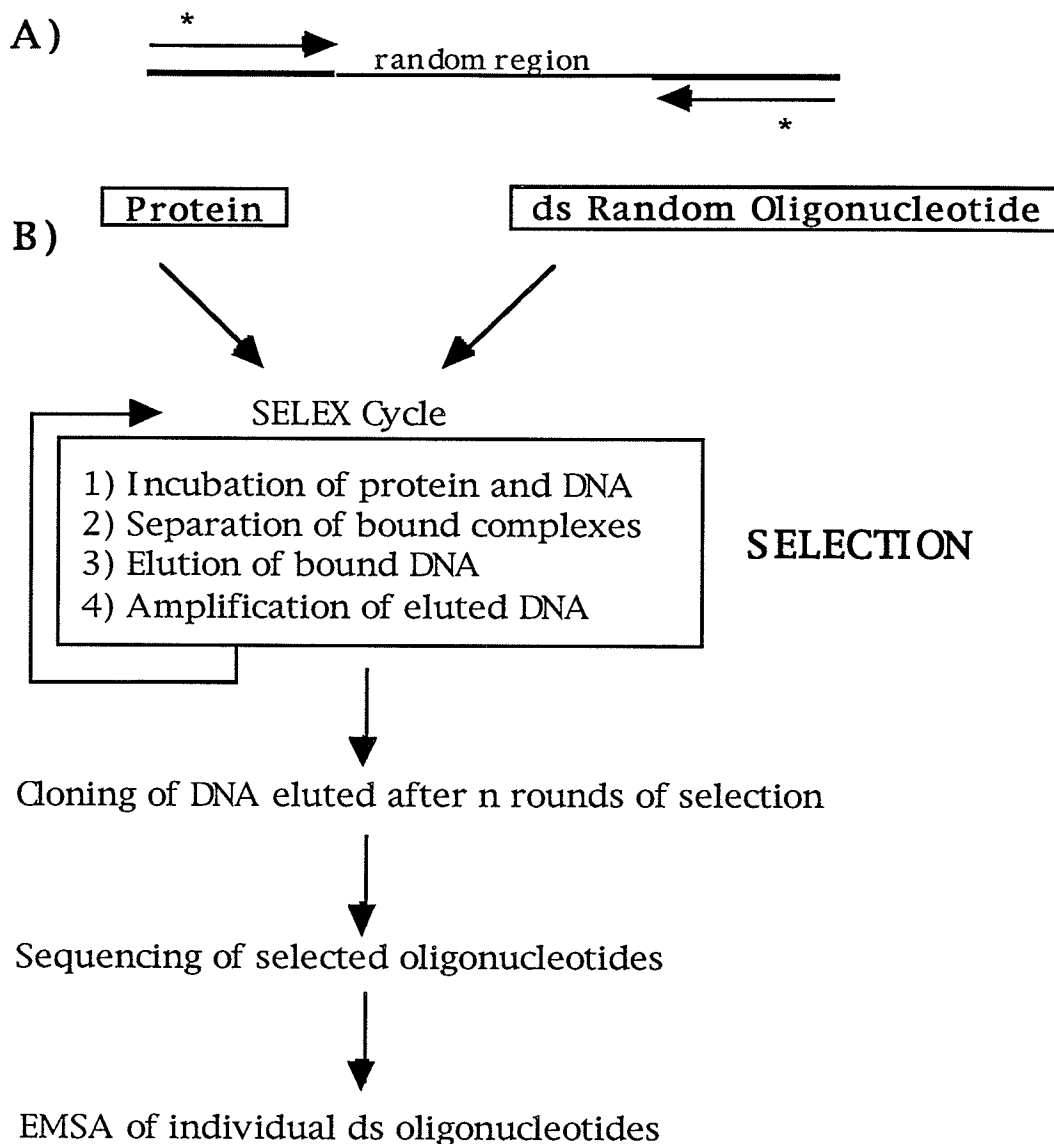 A)
*
random region
*
Protein
ds Random Oligonucleotide
B)
SELEX Cycle
1) Incubation of protein and DNA
2) Separation of bound complexes
3) Elution of bound DNA
4) Amplification of eluted DNA
SELECTION
Cloning of DNA eluted after n rounds of selection
Sequencing of selected oligonucleotides
EMSA of individual ds oligonucleotides